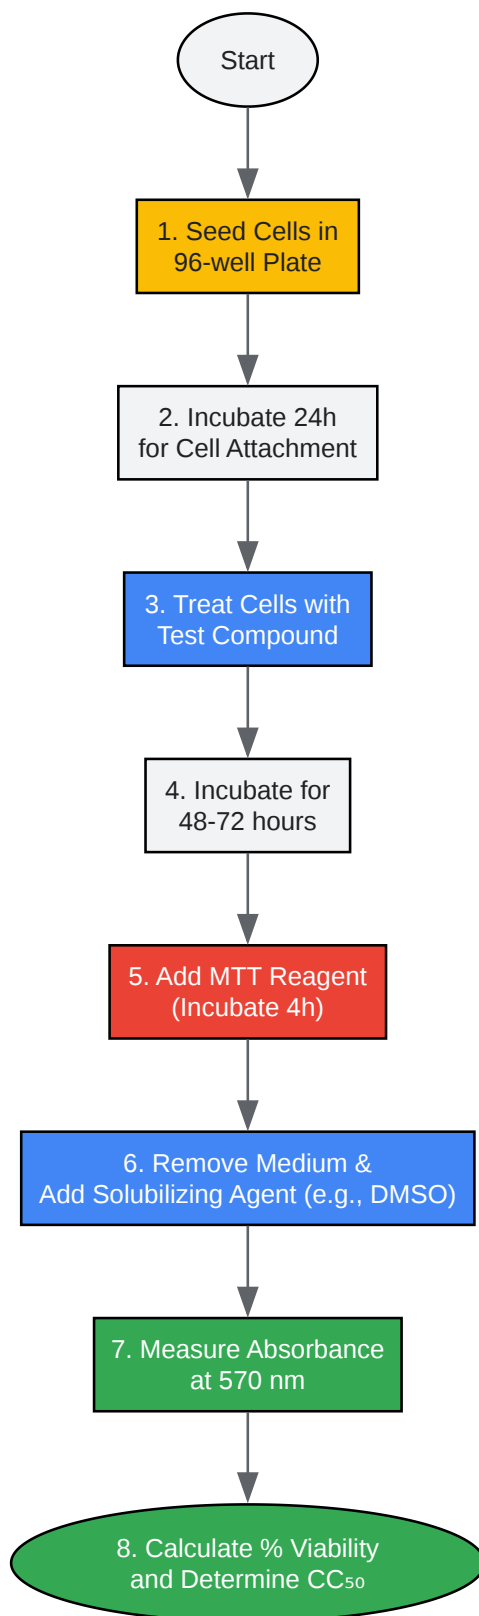 Start
1. Seed Cells in
96-well Plate
2. Incubate 24h
for Cell Attachment
3. Treat Cells with
Test Compound
4. Incubate for
48-72 hours
5. Add MTT Reagent
(Incubate 4h)
6. Remove Medium &
Add Solubilizing Agent (e.g., DMSO)
7. Measure Absorbance
at 570 nm
8. Calculate % Viability
and Determine CC₅₀